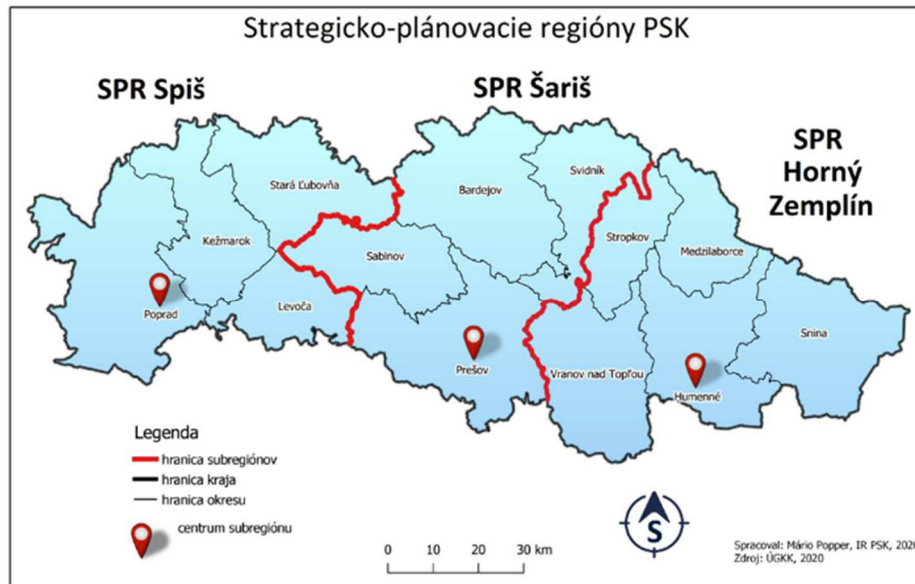 Strategicko-plánovacie regióny PSK
SPR Spiš
SPR Šariš
SPR
Horný
Zemplín
Svidník
Stará Ľubovňa
Bardejov
Stropkov
Kežmarok
Sabinov
Medzilaborce
Levoča
Poprad
Snina
Prešov
Vranov nad Topľou
Humenné
Legenda
hranica subregiónov
hranica kraja
hranica okresu
centrum subregiónu
S
0 10 20 30 km
Spracoval: Mário Popper, IR PSK,
Zdroj: ÚGKK, 2020